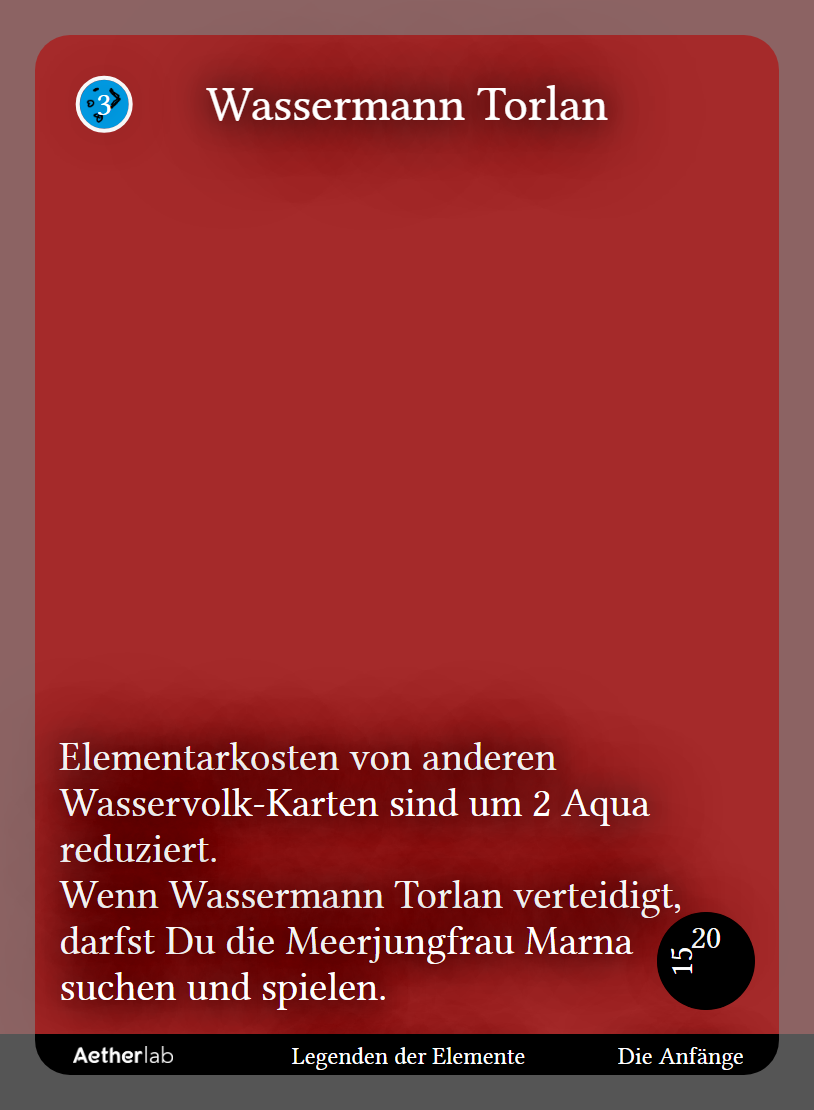 3
Wassermann Torlan
Elementarkosten von anderen
Wasservolk-Karten sind um 2 Aqua
reduziert.
Wenn Wassermann Torlan verteidigt,
darfst Du die Meerjungfrau Marna
suchen und spielen.
20
15
Aetherlab
Legenden der Elemente
Die Anfänge